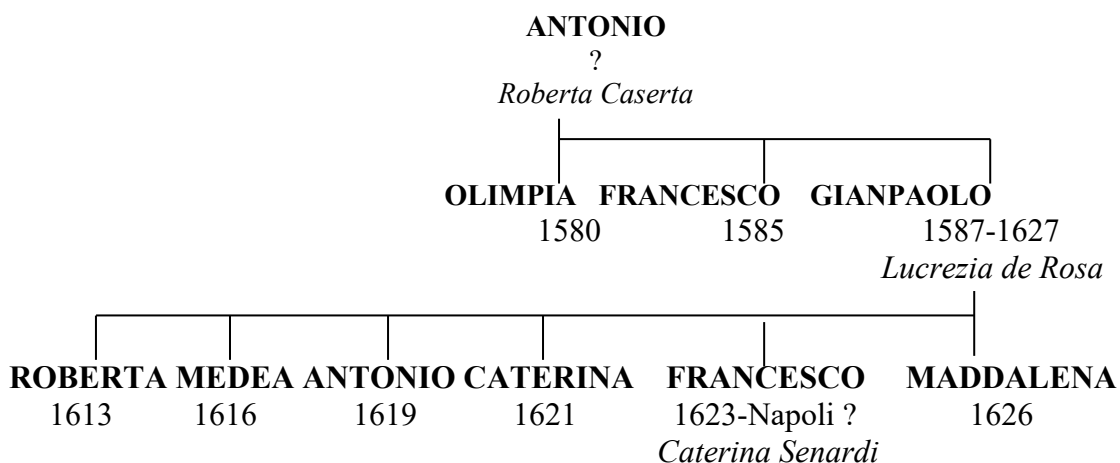 ANTONIO
?
Roberta Caserta
OLIMPIA FRANCESCO GIANPAOLO
1580 1585 1587-1627
Lucrezia de Rosa
ROBERTA MEDEA ANTONIO CATERINA FRANCESCO MADDALENA
1613 1616 1619 1621 1623-Napoli ? 1626
Caterina Senardi